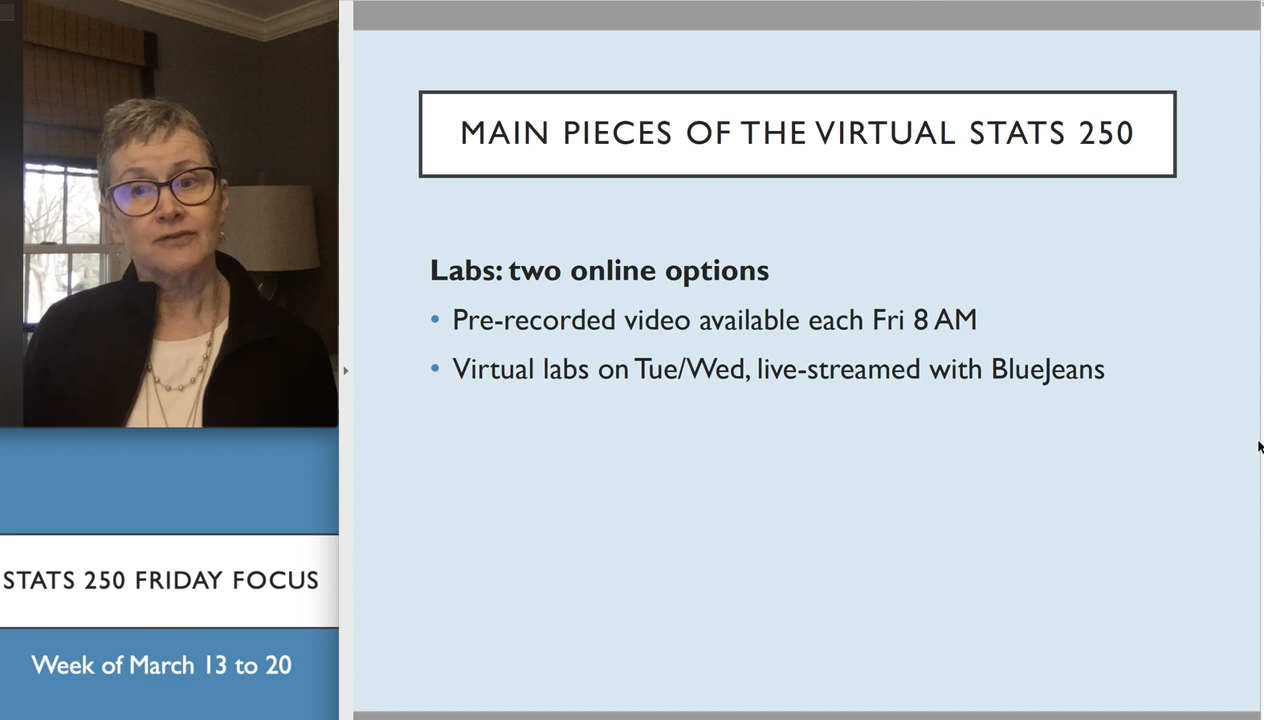 MAIN PIECES OF THE VIRTUAL STATS 250
Labs: two online options
• Pre-recorded video available each Fri 8 AM
• Virtual labs on Tue/Wed, live-streamed with BlueJeans
STATS 250 FRIDAY FOCUS
Week of March 13 to 20